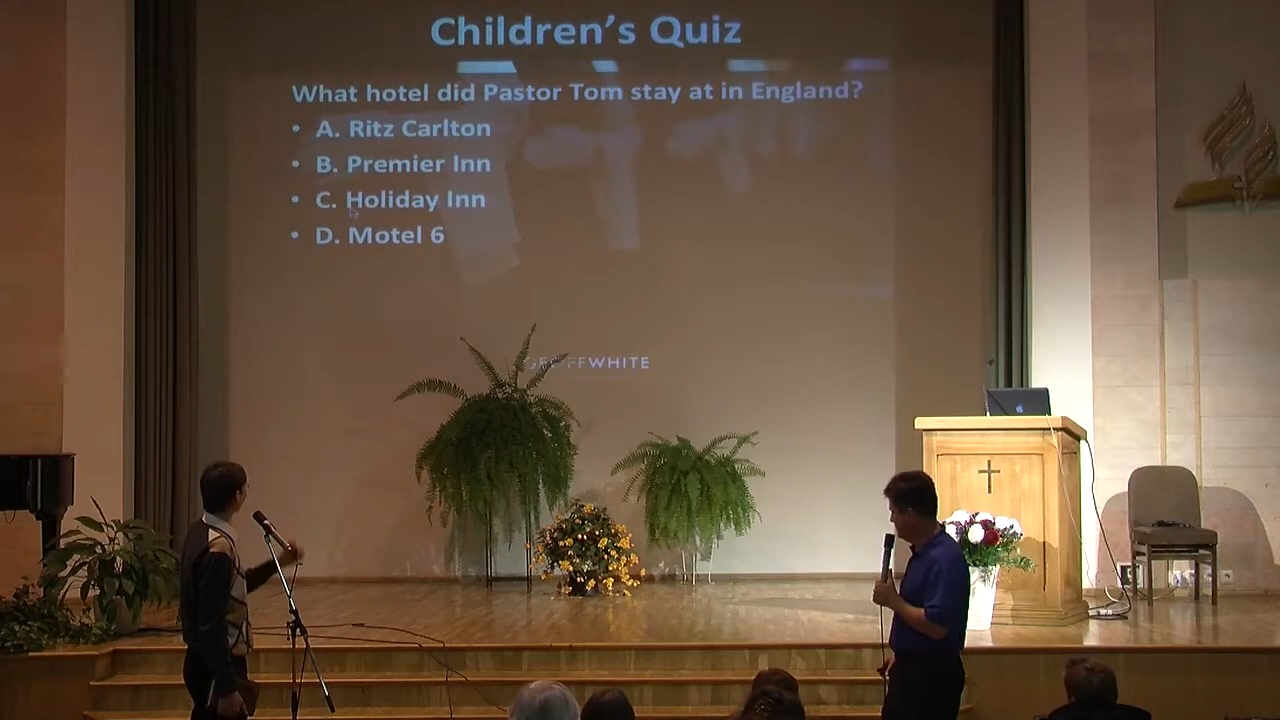 Children's Quiz
What hotel did Pastor Tom stay at in England?
• A. Ritz Carlton
• B. Premier Inn
• C. Holiday Inn
• D. Motel 6
WHITE